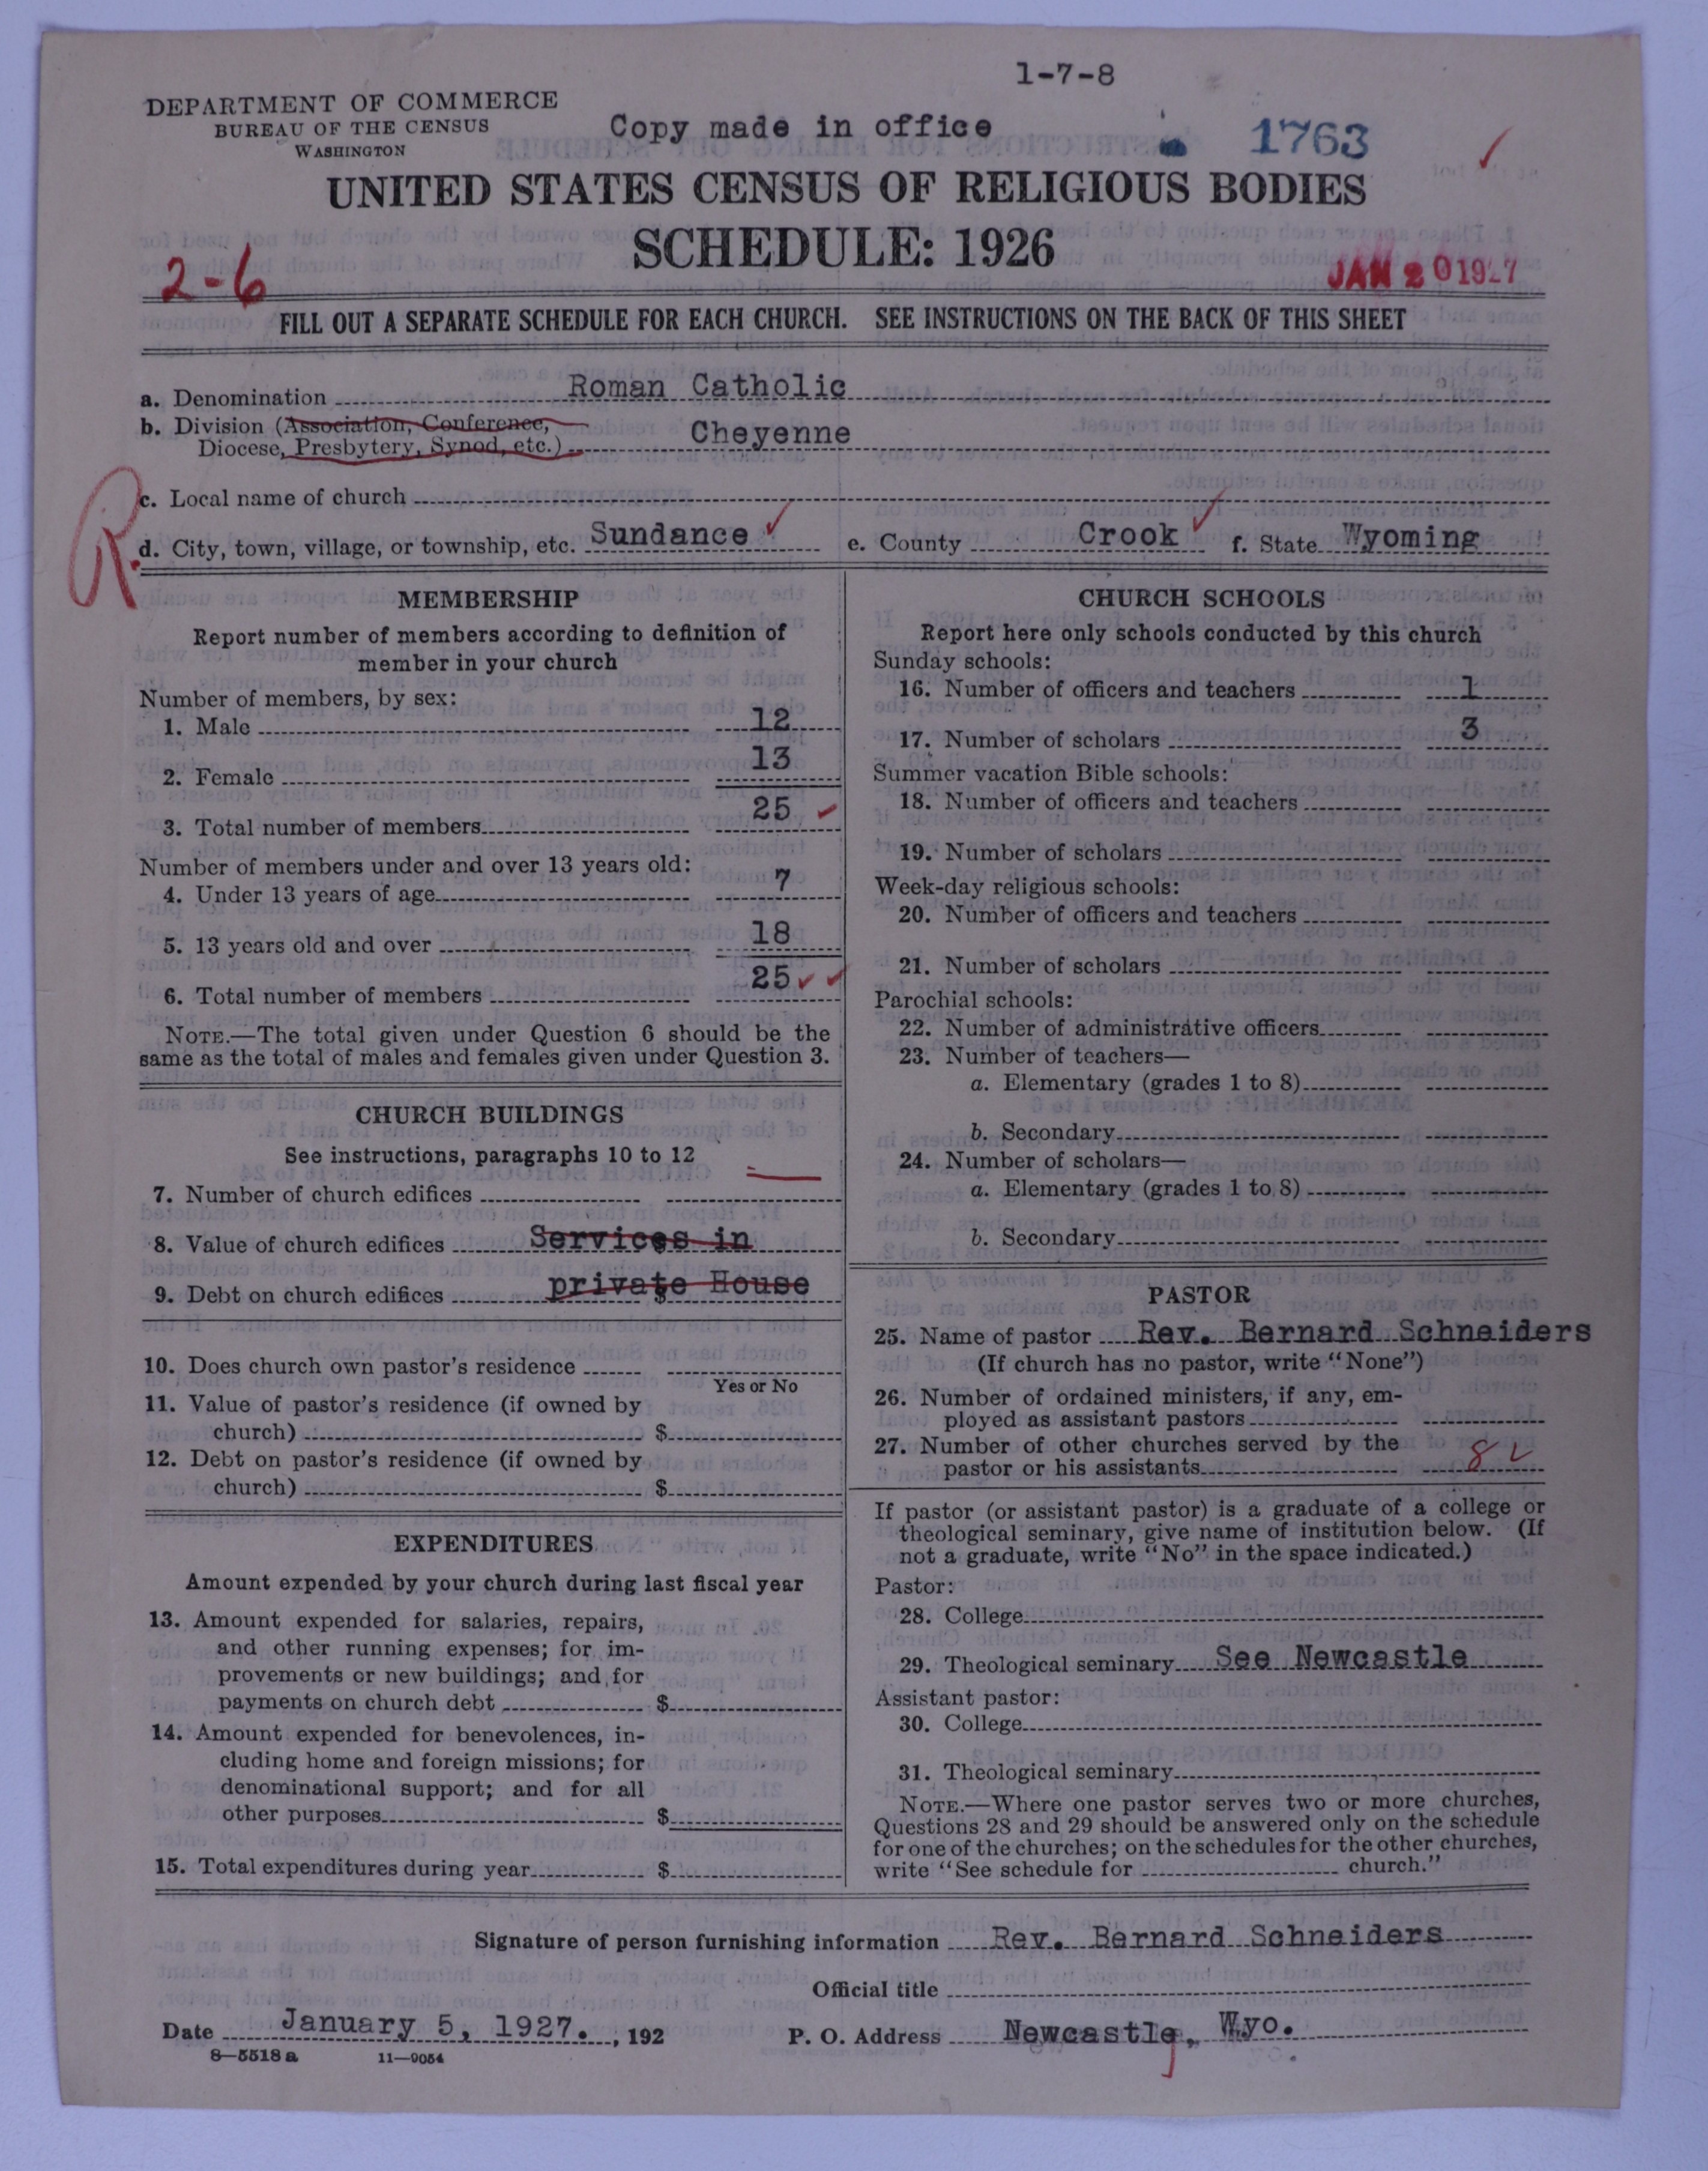 1-7-8
DEPARTMENT OF COMMERCE
BUREAU OF THE CENSUS
WASHINGTON
Copy made in office
1763
UNITED STATES CENSUS OF RELIGIOUS BODIES
SCHEDULE: 1926
2-6
JAN 20 1927
FILL OUT A SEPARATE SCHEDULE FOR EACH CHURCH. SEE INSTRUCTIONS ON THE BACK OF THIS SHEET
a. Denomination Roman Catholic
b. Division (Association, Conference,
Diocese, Presbytery, Synod, etc.) Cheyenne
R.
c. Local name of church
d. City, town, village, or township, etc. Sundance e. County Crook f. State Wyoming
MEMBERSHIP
Report number of members according to definition of
member in your church
Number of members, by sex:
1. Male 12
2. Female 13
3. Total number of members 25
Number of members under and over 13 years old:
4. Under 13 years of age 7
5. 13 years old and over 18
6. Total number of members 25
NOTE.—The total given under Question 6 should be the
same as the total of males and females given under Question 3.
CHURCH BUILDINGS
See instructions, paragraphs 10 to 12
7. Number of church edifices
8. Value of church edifices Services in
9. Debt on church edifices private $ House
10. Does church own pastor's residence
Yes or No
11. Value of pastor's residence (if owned by
church) $
12. Debt on pastor's residence (if owned by
church) $
EXPENDITURES
Amount expended by your church during last fiscal year
13. Amount expended for salaries, repairs,
and other running expenses; for im-
provements or new buildings; and for
payments on church debt $
14. Amount expended for benevolences, in-
cluding home and foreign missions; for
denominational support; and for all
other purposes $
15. Total expenditures during year $
CHURCH SCHOOLS
Report here only schools conducted by this church
Sunday schools:
16. Number of officers and teachers 1
17. Number of scholars 3
Summer vacation Bible schools:
18. Number of officers and teachers
19. Number of scholars
Week-day religious schools:
20. Number of officers and teachers
21. Number of scholars
Parochial schools:
22. Number of administrative officers
23. Number of teachers—
a. Elementary (grades 1 to 8)
b. Secondary
24. Number of scholars—
a. Elementary (grades 1 to 8)
b. Secondary
PASTOR
25. Name of pastor Rev. Bernard Schneiders
(If church has no pastor, write "None")
26. Number of ordained ministers, if any, em-
ployed as assistant pastors
27. Number of other churches served by the
pastor or his assistants 8
If pastor (or assistant pastor) is a graduate of a college or
theological seminary, give name of institution below. (If
not a graduate, write "No" in the space indicated.)
Pastor:
28. College
29. Theological seminary See Newcastle
Assistant pastor:
30. College
31. Theological seminary
NOTE.—Where one pastor serves two or more churches,
Questions 28 and 29 should be answered only on the schedule
for one of the churches; on the schedules for the other churches,
write "See schedule for church."
Signature of person furnishing information Rev. Bernard Schneiders
Official title
Date January 5, 1927. , 192 P. O. Address Newcastle, Wyo.
8—5518a 11—9054